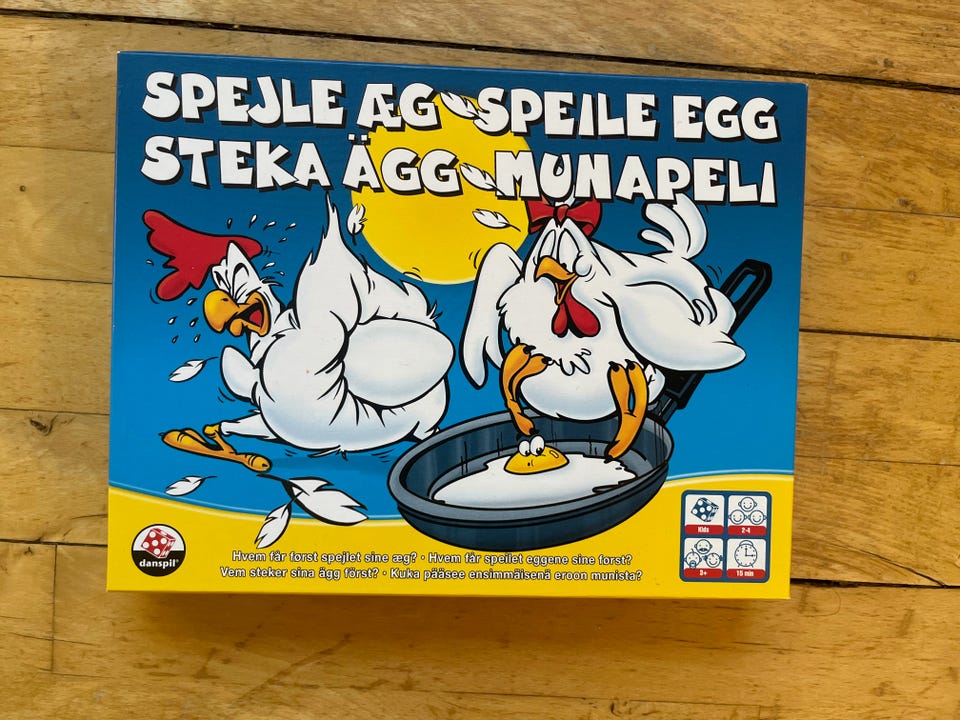 SPEJLE ÆG SPEILE EGG
STEKA ÄGG MUNAPELI
Hvem får først spejlet sine æg? • Hvem får speilet eggene sine først?
Vem steker sina ägg först? • Kuka pääsee ensimmäisenä eroon munista?
danspil®
Kids
2-4
3+
15 min